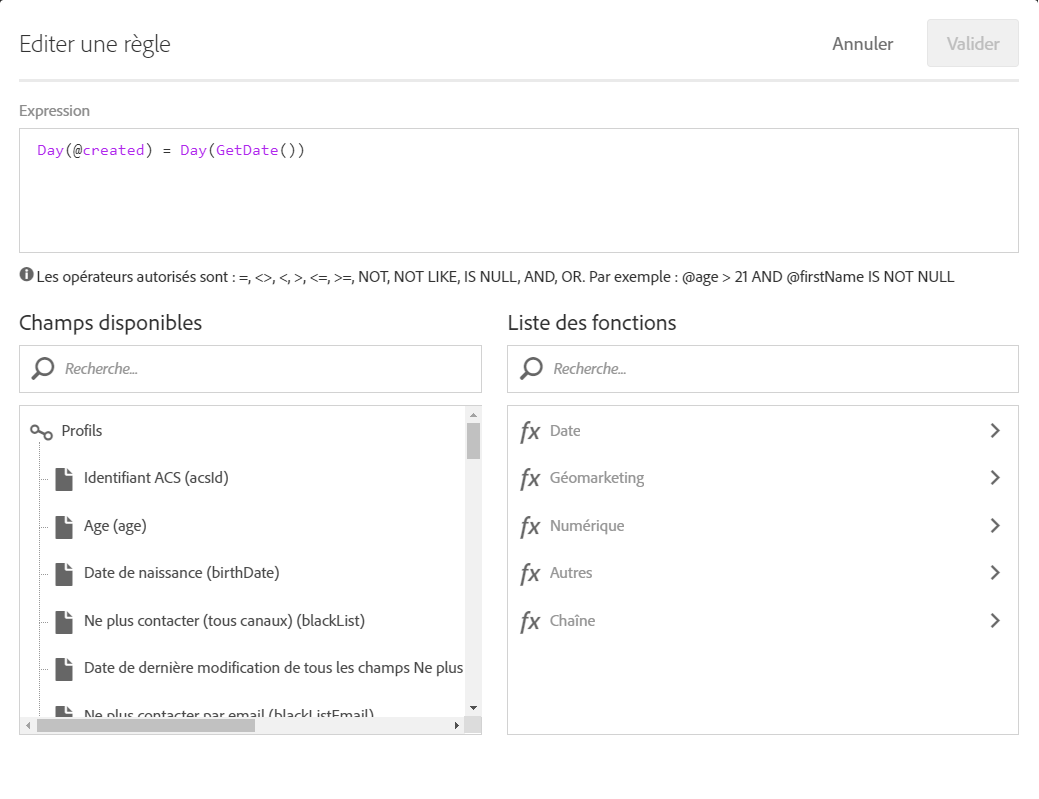 Editer une règle
Annuler
Valider
Expression
Day(@created) = Day(GetDate())
Les opérateurs autorisés sont : =, <>, <, >, <=, >=, NOT, NOT LIKE, IS NULL, AND, OR. Par exemple : @age > 21 AND @firstName IS NOT NULL
Champs disponibles
Recherche...
Profils
Identifiant ACS (acsId)
Age (age)
Date de naissance (birthDate)
Ne plus contacter (tous canaux) (blackList)
Date de dernière modification de tous les champs Ne plus
Ne plus contacter par email (blackListEmail)
Liste des fonctions
Recherche...
fx Date
fx Géomarketing
fx Numérique
fx Autres
fx Chaîne